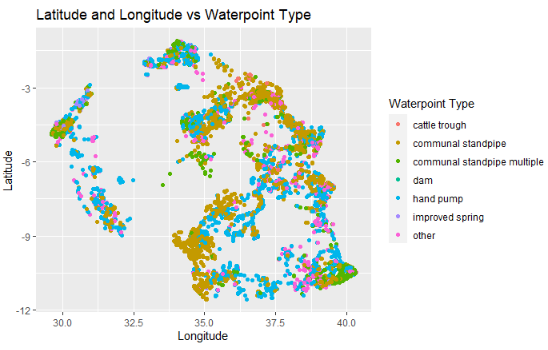 Latitude and Longitude vs Waterpoint Type
-3
-6
-9
-12
Latitude
30.0 32.5 35.0 37.5 40.0
Longitude
Waterpoint Type
cattle trough
communal standpipe
communal standpipe multiple
dam
hand pump
improved spring
other